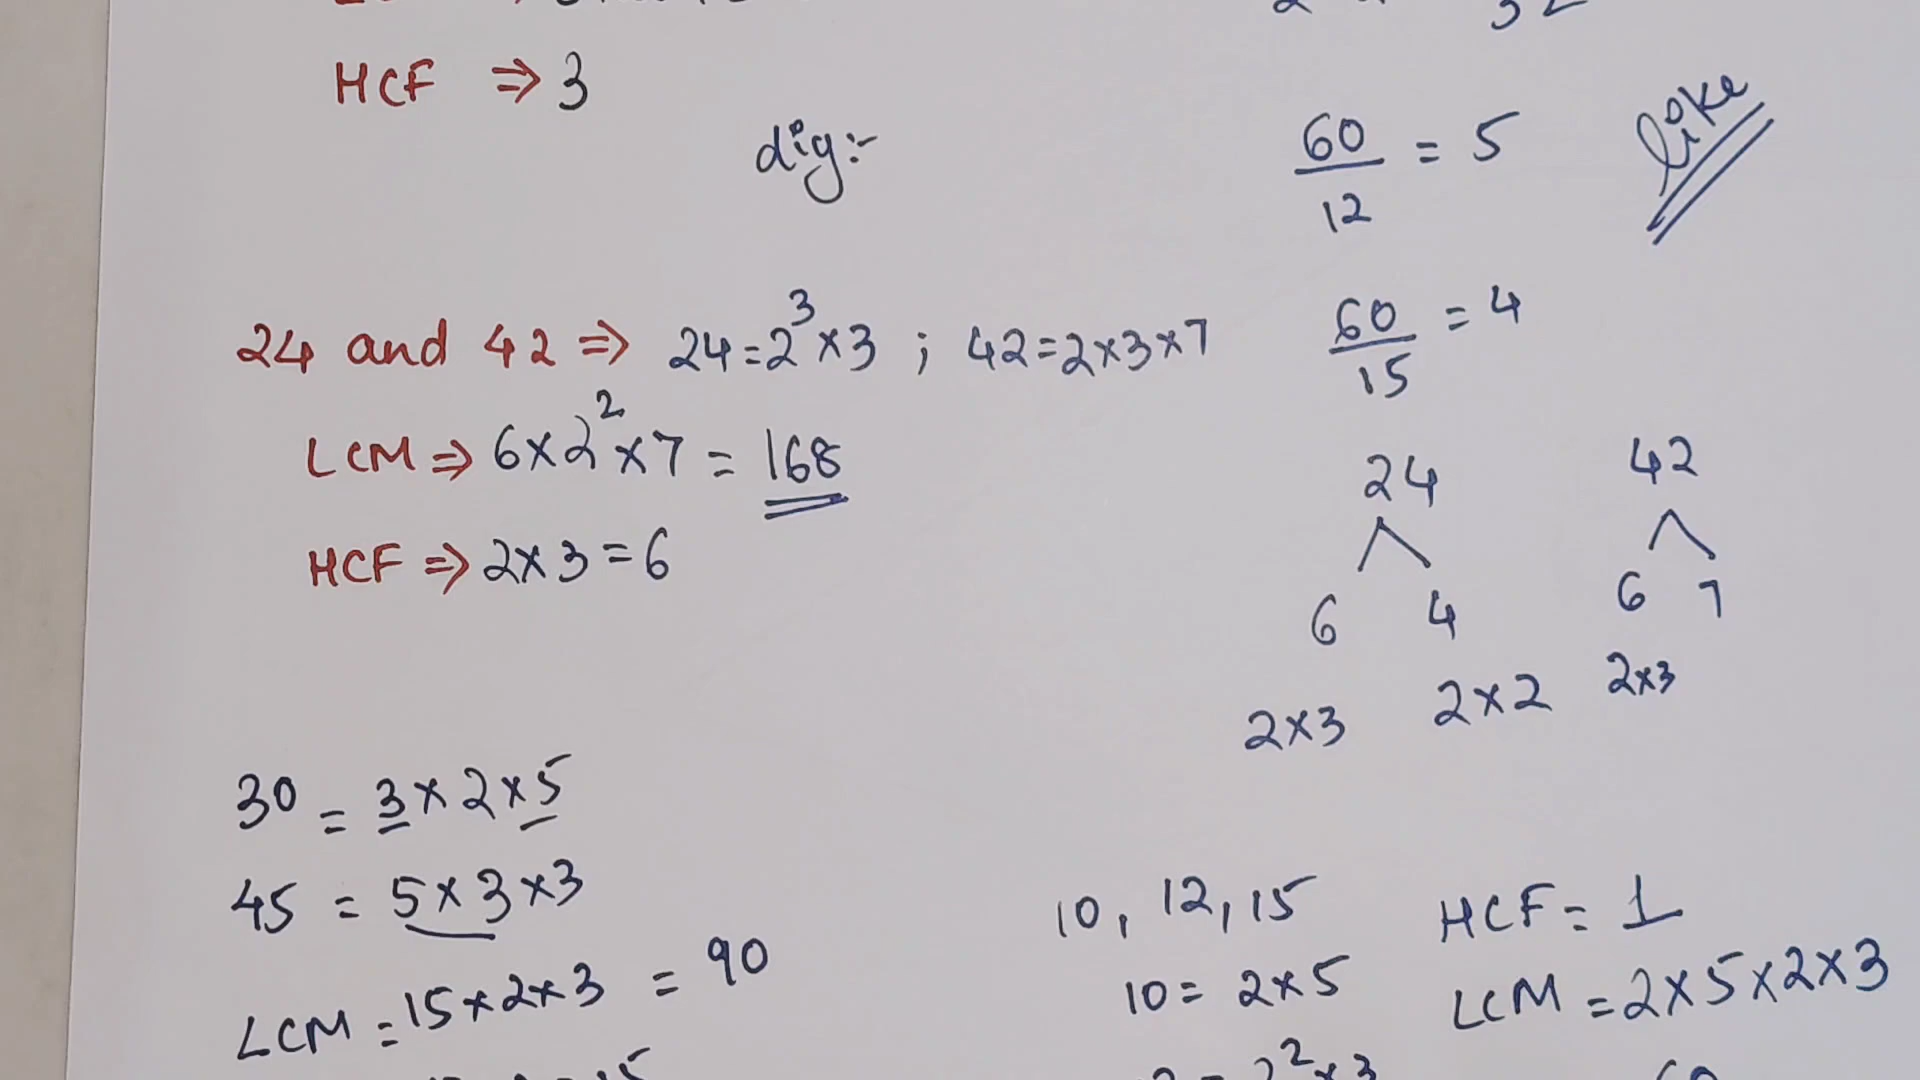 HCF ⇒ 3
dig:-
60/12 = 5
like
60/15 = 4
24 and 42 ⇒ 24=2³×3 ; 42=2×3×7
LCM ⇒ 6×2²×7 = 168
HCF ⇒ 2×3=6
24 42
6 4 6 7
2×3 2×2 2×3
30 = 3×2×5
45 = 5×3×3
LCM = 15×2×3 = 90
10, 12, 15 HCF = 1
10 = 2×5 LCM = 2×5×2×3
2²×3